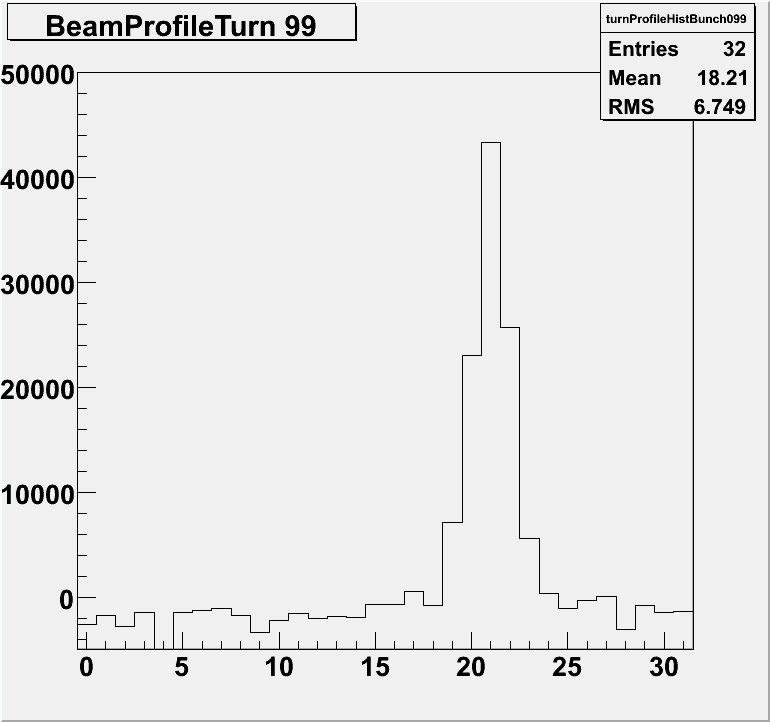 BeamProfileTurn 99
turnProfileHistBunch099
Entries 32
Mean 18.21
RMS 6.749
50000
40000
30000
20000
10000
0
0 5 10 15 20 25 30